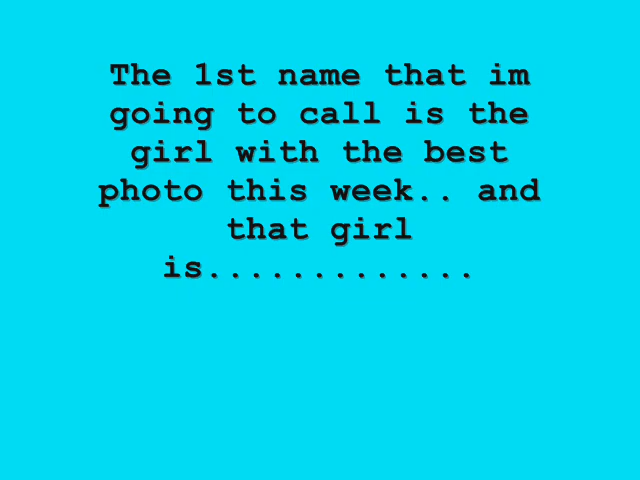 The 1st name that im
going to call is the
girl with the best
photo this week.. and
that girl
is.............